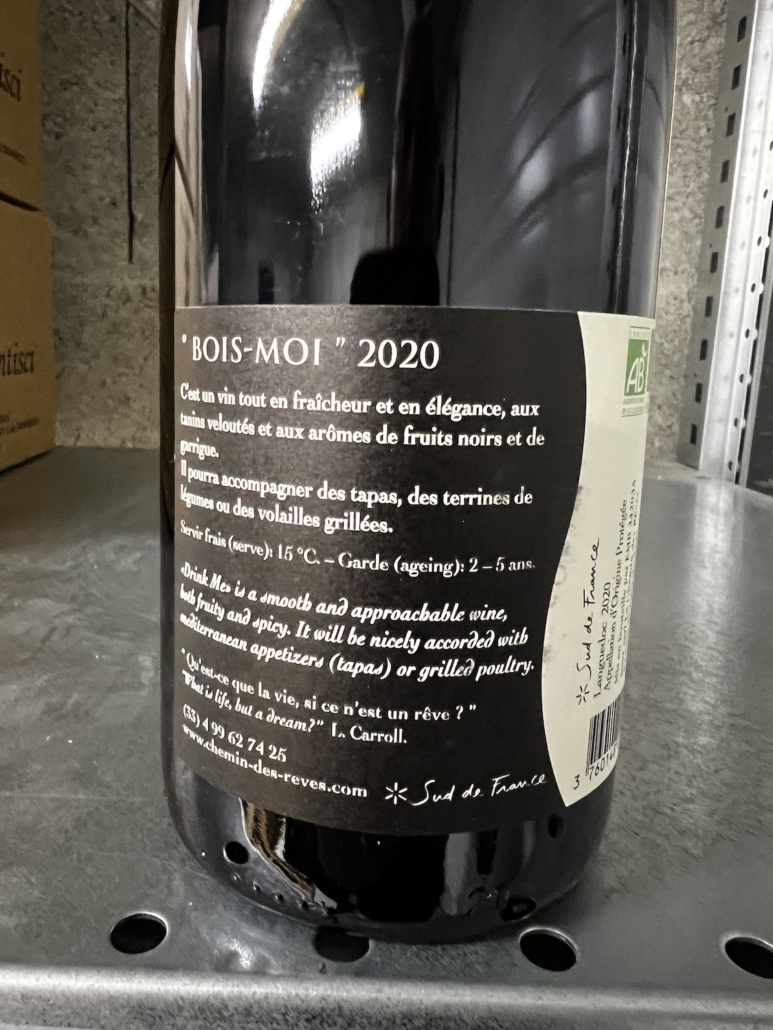 " BOIS-MOI " 2020
C'est un vin tout en fraîcheur et en élégance, aux
tanins veloutés et aux arômes de fruits noirs et de
garrigue.
Il pourra accompagner des tapas, des terrines de
légumes ou des volailles grillées.
Servir frais (serve): 15 °C. – Garde (ageing): 2 – 5 ans.
«Drink Me» is a smooth and approachable wine,
both fruity and spicy. It will be nicely accorded with
mediterranean appetizers (tapas) or grilled poultry.
" Qu'est-ce que la vie, si ce n'est un rêve ? "
"What is life, but a dream?" L. Carroll.
(33) 4 99 62 74 25
www.chemin-des-reves.com
Sud de France
AB
Sud de France
Languedoc 2020
Appellation d'Origine Protégée